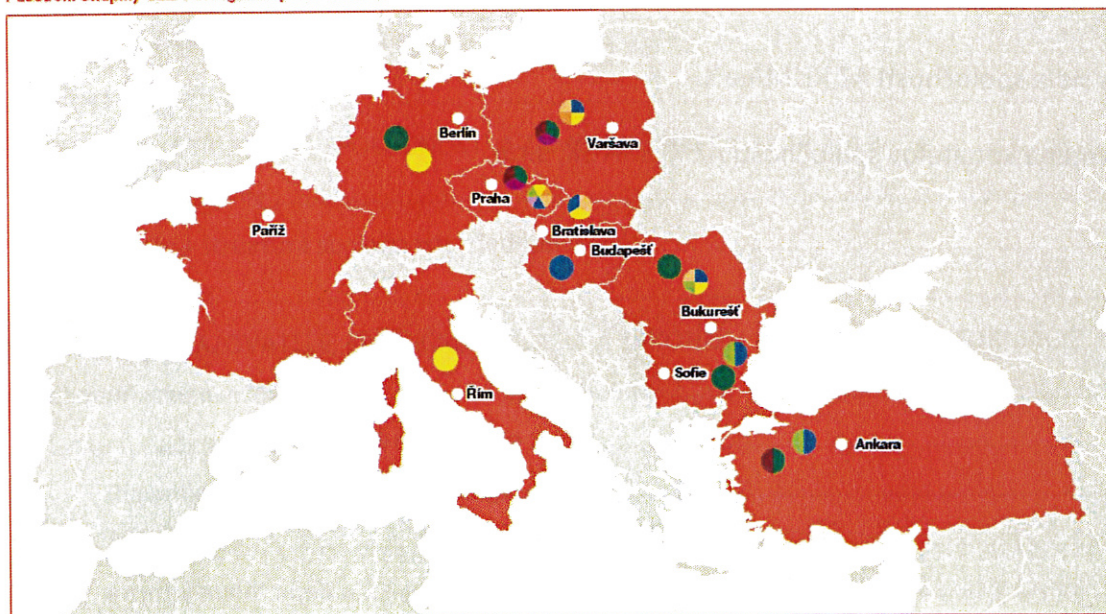 Berlín
Varšava
Praha
Paříž
Bratislava
Budapešť
Bukurešť
Sofie
Řím
Ankara